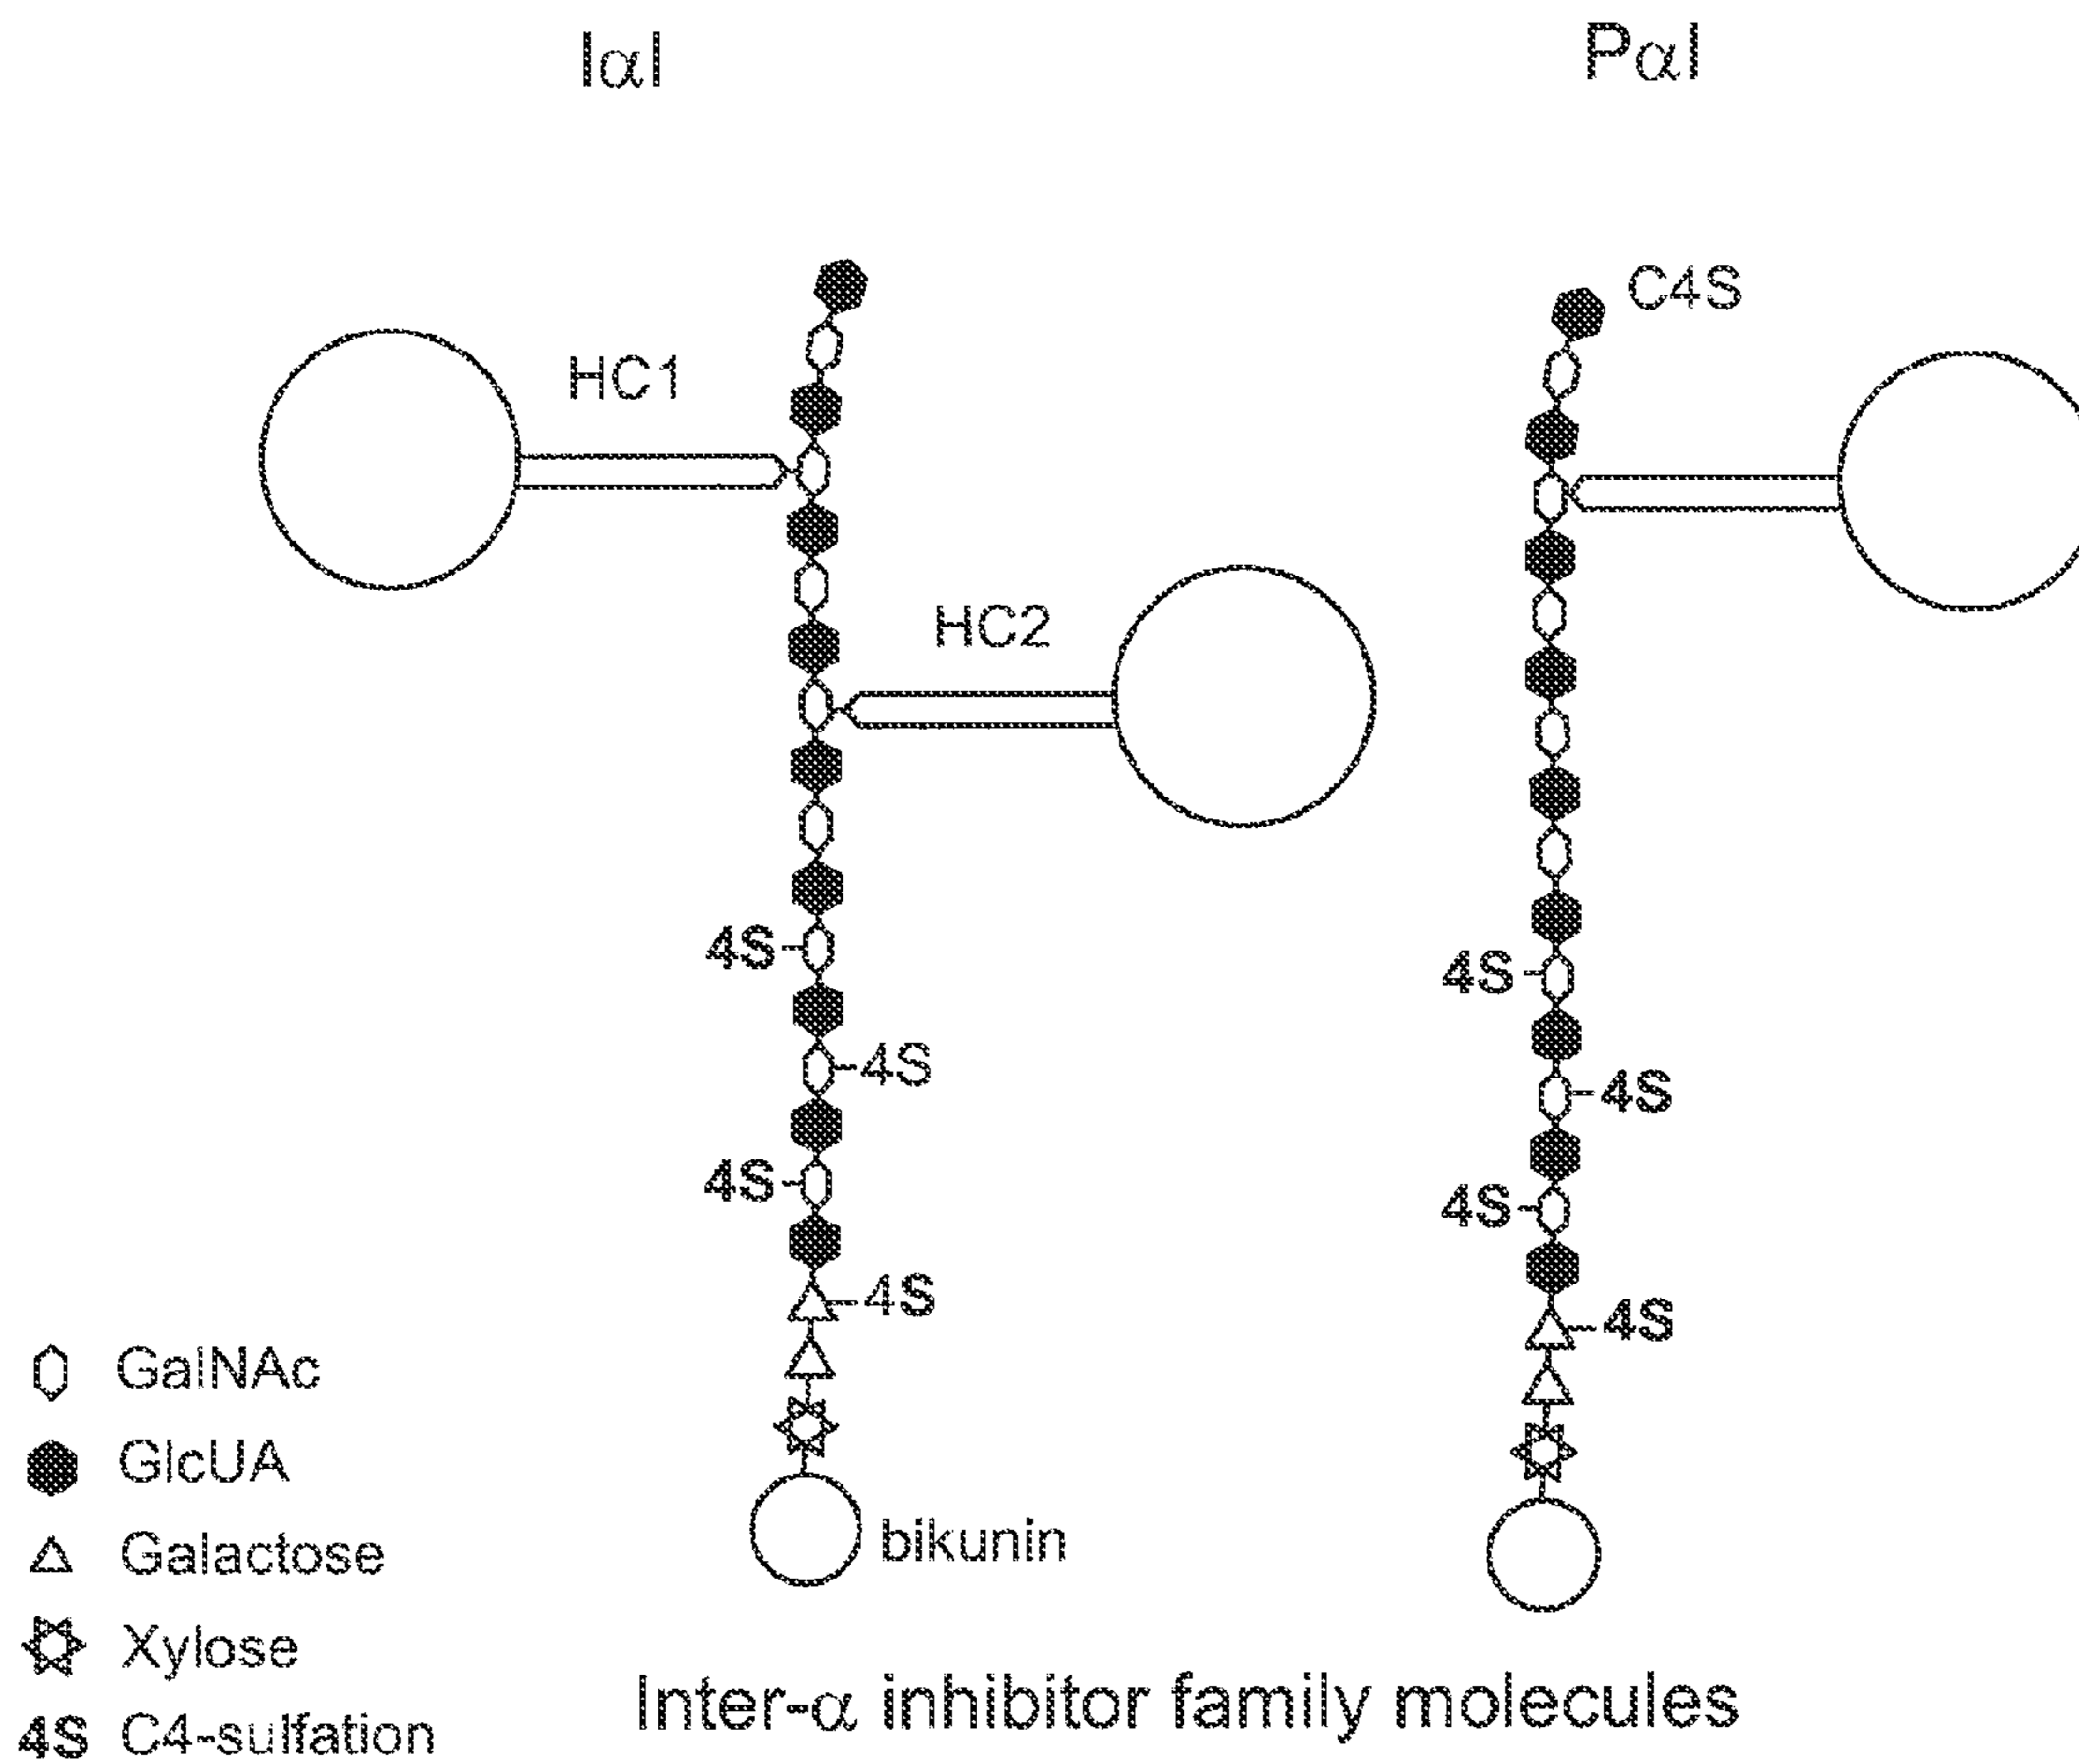 IαI
PαI
C4S
HC1
HC2
4S
4S
4S
4S
4S
4S
4S
4S
bikunin
GalNAc
GlcUA
Galactose
Xylose
4S C4-sulfation
Inter-α inhibitor family molecules